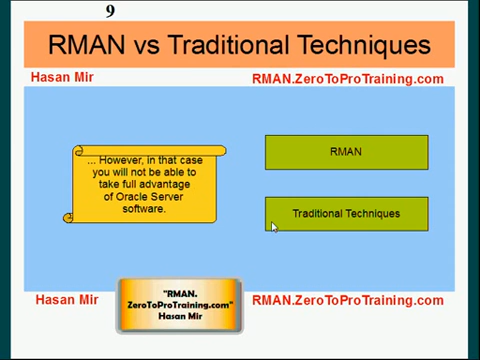 9
RMAN vs Traditional Techniques
Hasan Mir
RMAN.ZeroToProTraining.com
... However, in that case
you will not be able to
take full advantage
of Oracle Server
software.
RMAN
Traditional Techniques
Hasan Mir
"RMAN.
ZeroToProTraining.com"
Hasan Mir
RMAN.ZeroToProTraining.com